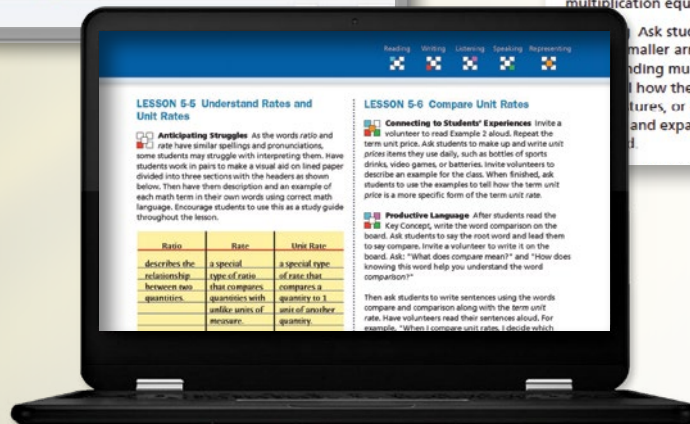 multiplication equ
Ask stud
maller arr
nding mu
how the
tures, or
and expa
d.
Reading Writing Listening Speaking Representing
LESSON 5-5 Understand Rates and
Unit Rates
Anticipating Struggles As the words ratio and
rate have similar spellings and pronunciations,
some students may struggle with interpreting them. Have
students work in pairs to make a visual aid on lined paper
divided into three sections with the headers as shown
below. Then have them description and an example of
each math term in their own words using correct math
language. Encourage students to use this as a study guide
throughout the lesson.
Ratio Rate Unit Rate
describes the a special a special type
relationship type of ratio of rate that
between two that compares compares a
quantities. quantities with quantity to 1
unlike units of unit of another
measure. quantity.
LESSON 5-6 Compare Unit Rates
Connecting to Students' Experiences Invite a
volunteer to read Example 2 aloud. Repeat the
term unit price. Ask students to make up and write unit
prices items they use daily, such as bottles of sports
drinks, video games, or batteries. Invite volunteers to
describe an example for the class. When finished, ask
students to use the examples to tell how the term unit
price is a more specific form of the term unit rate.
Productive Language After students read the
Key Concept, write the word comparison on the
board. Ask students to say the root word and lead them
to say compare. Invite a volunteer to write it on the
board. Ask: "What does compare mean?" and "How does
knowing this word help you understand the word
comparison?"
Then ask students to write sentences using the words
compare and comparison along with the term unit
rate. Have volunteers read their sentences aloud. For
example, "When I compare unit rates, I decide which